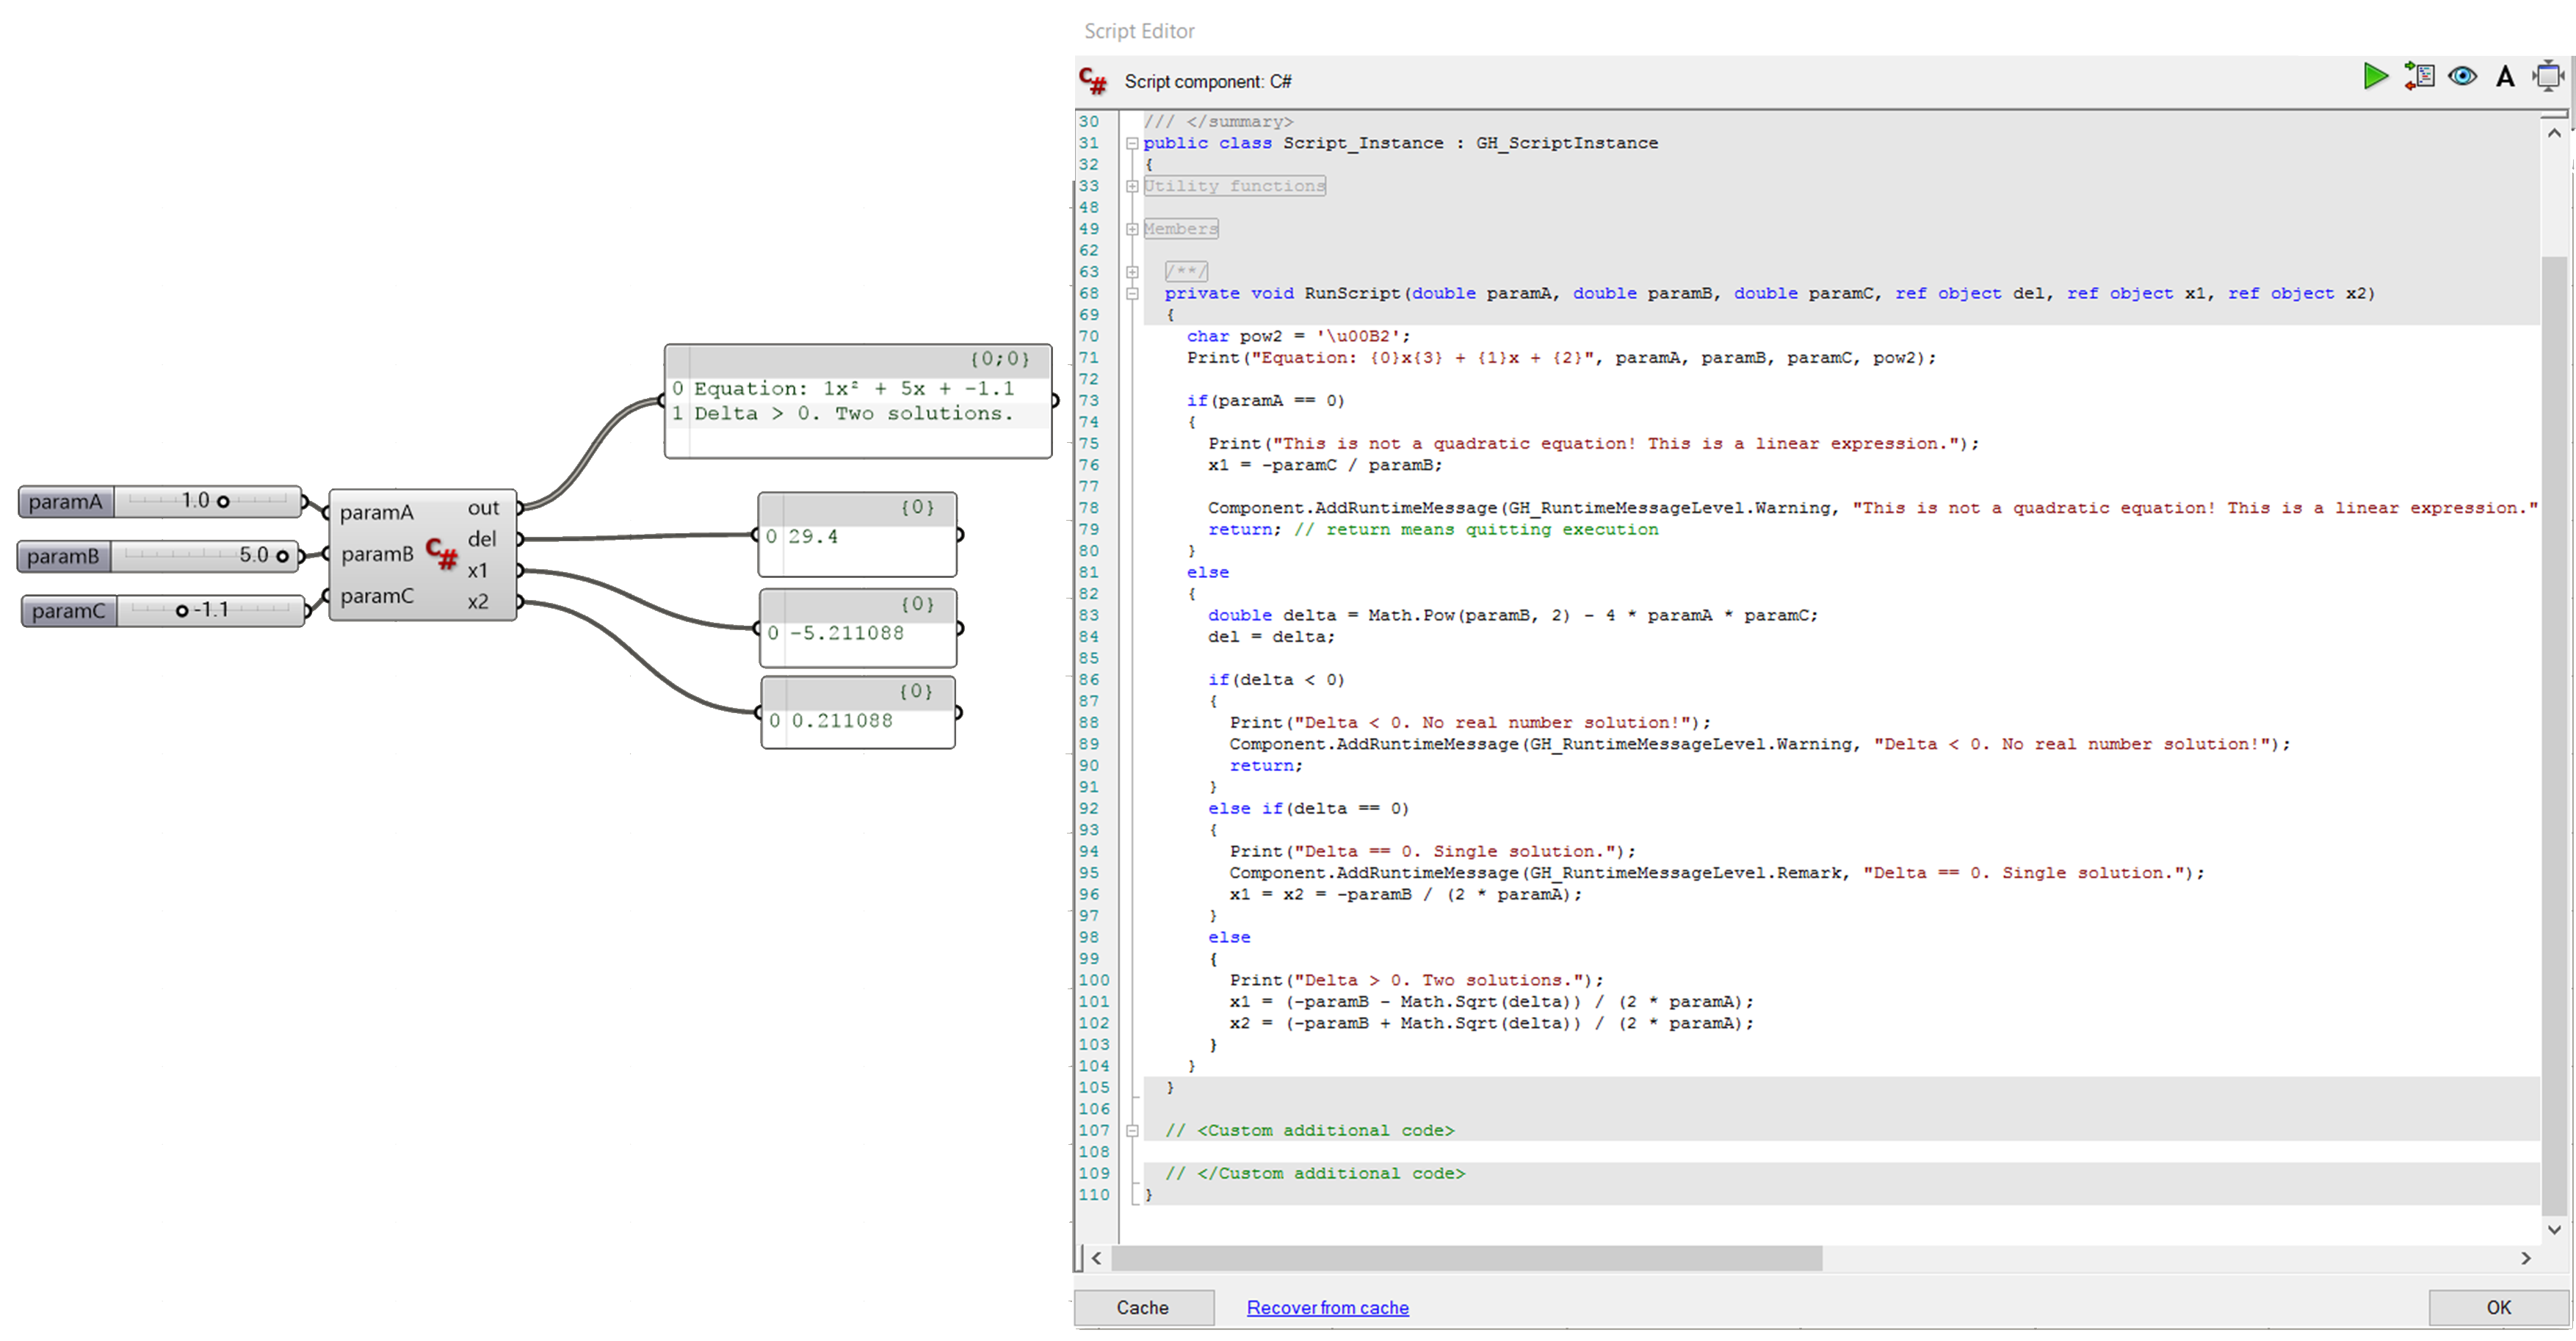 {0;0}
0 Equation: 1x² + 5x + -1.1
1 Delta > 0. Two solutions.
paramA 1.0
paramB 5.0
paramC -1.1
paramA
paramB
paramC
C#
out
del
x1
x2
{0}
0 29.4
{0}
0 -5.211088
{0}
0 0.211088
Script Editor
C# Script component: C#
A
30 /// </summary>
31 public class Script_Instance : GH_ScriptInstance
32 {
33 Utility functions
48
49 Members
62
63 /**/
68 private void RunScript(double paramA, double paramB, double paramC, ref object del, ref object x1, ref object x2)
69 {
70 char pow2 = '\u00B2';
71 Print("Equation: {0}x{3} + {1}x + {2}", paramA, paramB, paramC, pow2);
72
73 if(paramA == 0)
74 {
75 Print("This is not a quadratic equation! This is a linear expression.");
76 x1 = -paramC / paramB;
77
78 Component.AddRuntimeMessage(GH_RuntimeMessageLevel.Warning, "This is not a quadratic equation! This is a linear expression."
79 return; // return means quitting execution
80 }
81 else
82 {
83 double delta = Math.Pow(paramB, 2) - 4 * paramA * paramC;
84 del = delta;
85
86 if(delta < 0)
87 {
88 Print("Delta < 0. No real number solution!");
89 Component.AddRuntimeMessage(GH_RuntimeMessageLevel.Warning, "Delta < 0. No real number solution!");
90 return;
91 }
92 else if(delta == 0)
93 {
94 Print("Delta == 0. Single solution.");
95 Component.AddRuntimeMessage(GH_RuntimeMessageLevel.Remark, "Delta == 0. Single solution.");
96 x1 = x2 = -paramB / (2 * paramA);
97 }
98 else
99 {
100 Print("Delta > 0. Two solutions.");
101 x1 = (-paramB - Math.Sqrt(delta)) / (2 * paramA);
102 x2 = (-paramB + Math.Sqrt(delta)) / (2 * paramA);
103 }
104 }
105 }
106
107 // <Custom additional code>
108
109 // </Custom additional code>
110 }
Cache
Recover from cache
OK